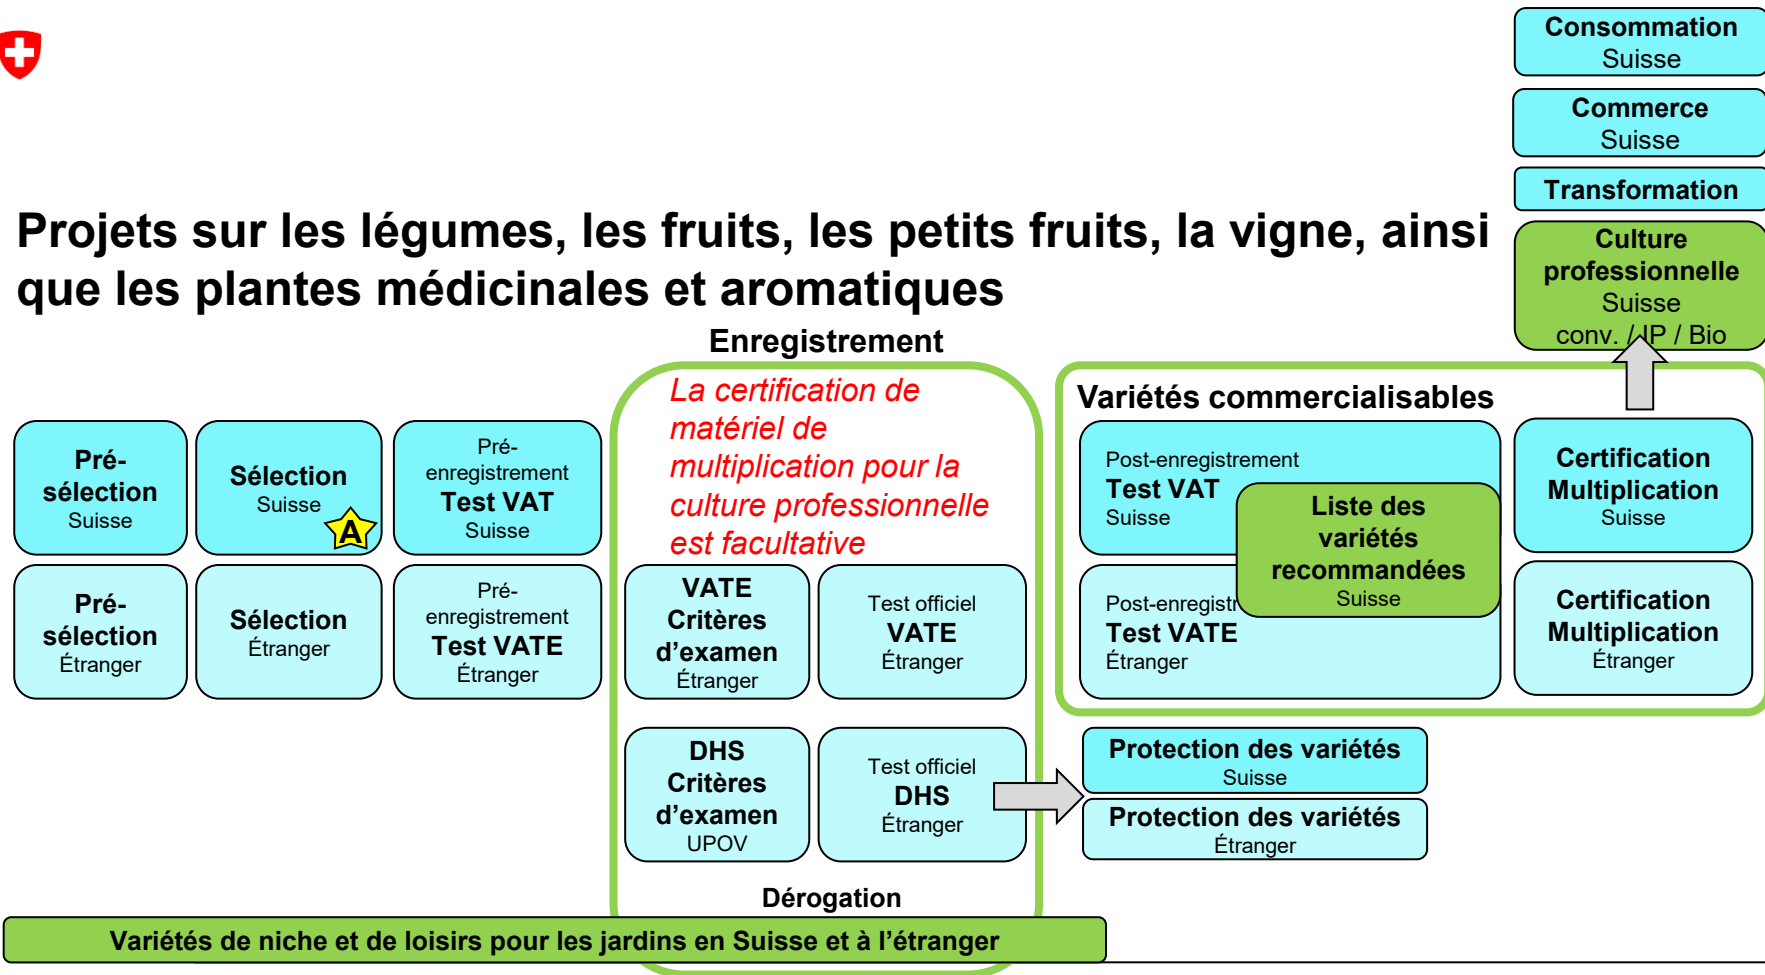 Consommation
Suisse
Commerce
Suisse
Transformation
Culture
professionnelle
Suisse
conv. / IP / Bio
Projets sur les légumes, les fruits, les petits fruits, la vigne, ainsi
que les plantes médicinales et aromatiques
Enregistrement
La certification de
matériel de
multiplication pour la
culture professionnelle
est facultative
Variétés commercialisables
Pré-
sélection
Suisse
Sélection
Suisse
A
Pré-
enregistrement
Test VAT
Suisse
Post-enregistrement
Test VAT
Suisse
Liste des
variétés
recommandées
Suisse
Certification
Multiplication
Suisse
Pré-
sélection
Étranger
Sélection
Étranger
Pré-
enregistrement
Test VATE
Étranger
VATE
Critères
d'examen
Étranger
Test officiel
VATE
Étranger
Post-enregistr
Test VATE
Étranger
Certification
Multiplication
Étranger
DHS
Critères
d’examen
UPOV
Test officiel
DHS
Étranger
Protection des variétés
Suisse
Protection des variétés
Étranger
Dérogation
Variétés de niche et de loisirs pour les jardins en Suisse et à l’étranger